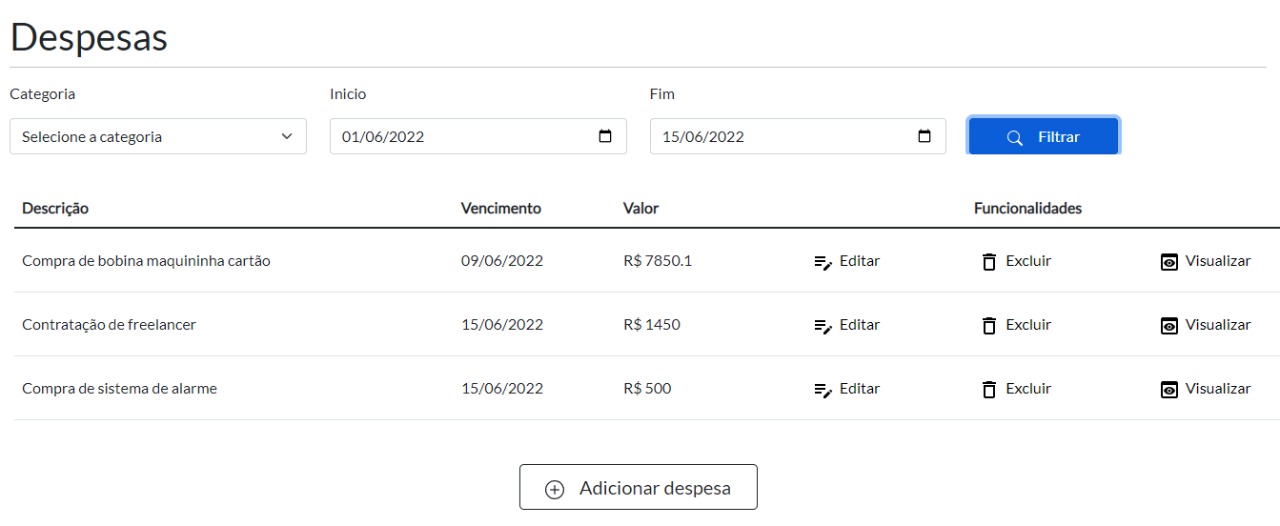 Despesas
Categoria Inicio Fim
Selecione a categoria 01/06/2022 15/06/2022 Filtrar
Descrição Vencimento Valor Funcionalidades
Compra de bobina maquininha cartão 09/06/2022 R$ 7850.1 Editar Excluir Visualizar
Contratação de freelancer 15/06/2022 R$ 1450 Editar Excluir Visualizar
Compra de sistema de alarme 15/06/2022 R$ 500 Editar Excluir Visualizar
Adicionar despesa